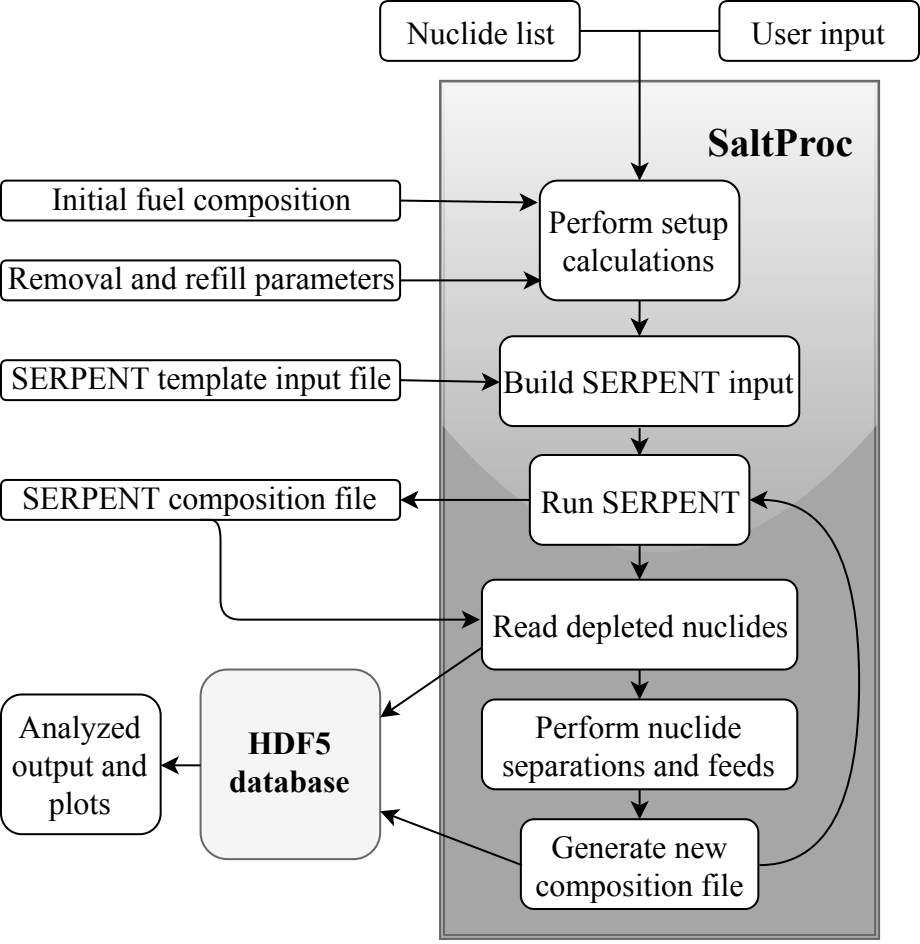 Nuclide list
User input
SaltProc
Initial fuel composition
Perform setup
calculations
Removal and refill parameters
SERPENT template input file
Build SERPENT input
SERPENT composition file
Run SERPENT
Read depleted nuclides
Analyzed
output and
plots
HDF5
database
Perform nuclide
separations and feeds
Generate new
composition file